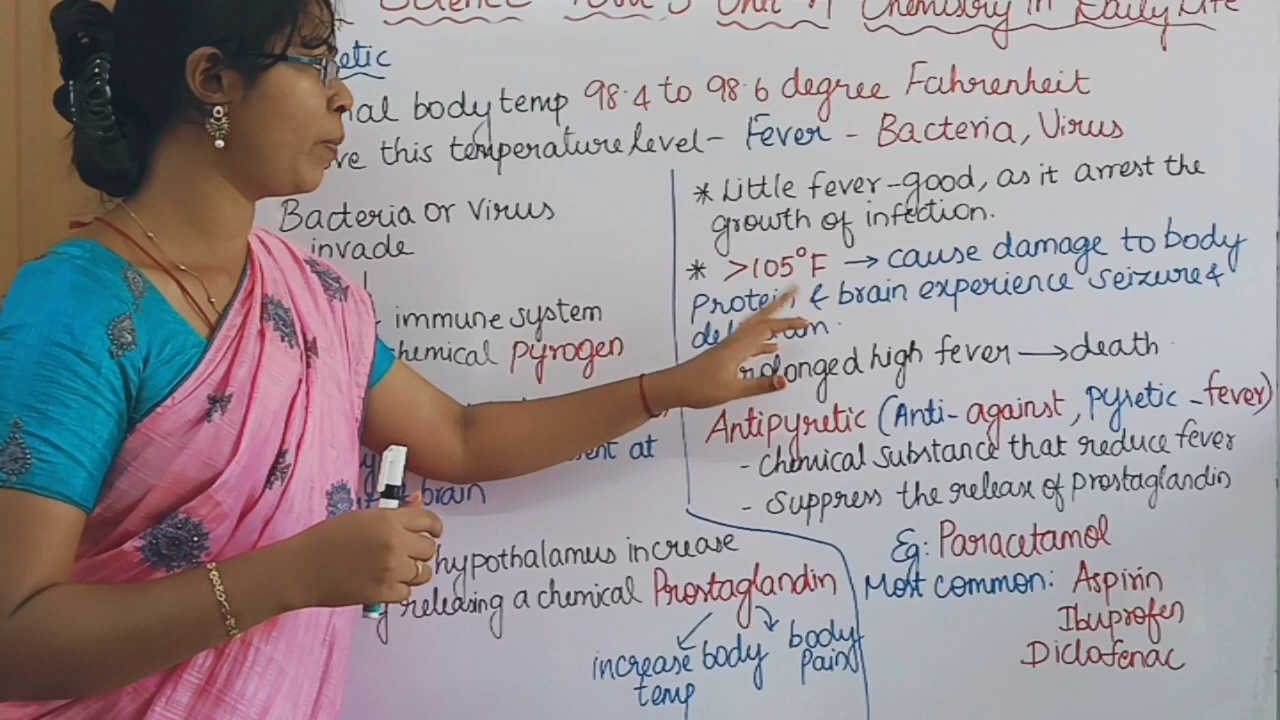 Science Unit Chemistry in Daily Life
etic
al body temp 98.4 to 98.6 degree Fahrenheit
ve this temperature level - Fever - Bacteria, Virus
Bacteria or Virus
invade
immune system
hemical Pyrogen
ent at
brain
hypothalamus increase
releasing a chemical Prostaglandin
increase body
temp
body
pain
* Little fever - good, as it arrest the
growth of infection.
* >105°F → cause damage to body
Protein & brain experience seizure &
rolonged high fever → death
Antipyretic (Anti - against, pyretic - fever)
- chemical substance that reduce fever
- suppress the release of prostaglandin
Eg: Paracetamol
Most common: Aspirin
Ibuprofen
Diclofenac